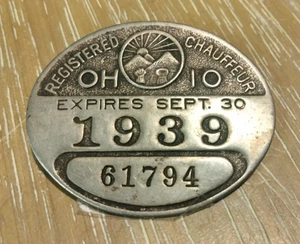 REGISTERED CHAUFFEUR
OHIO
EXPIRES SEPT. 30
1939
61794